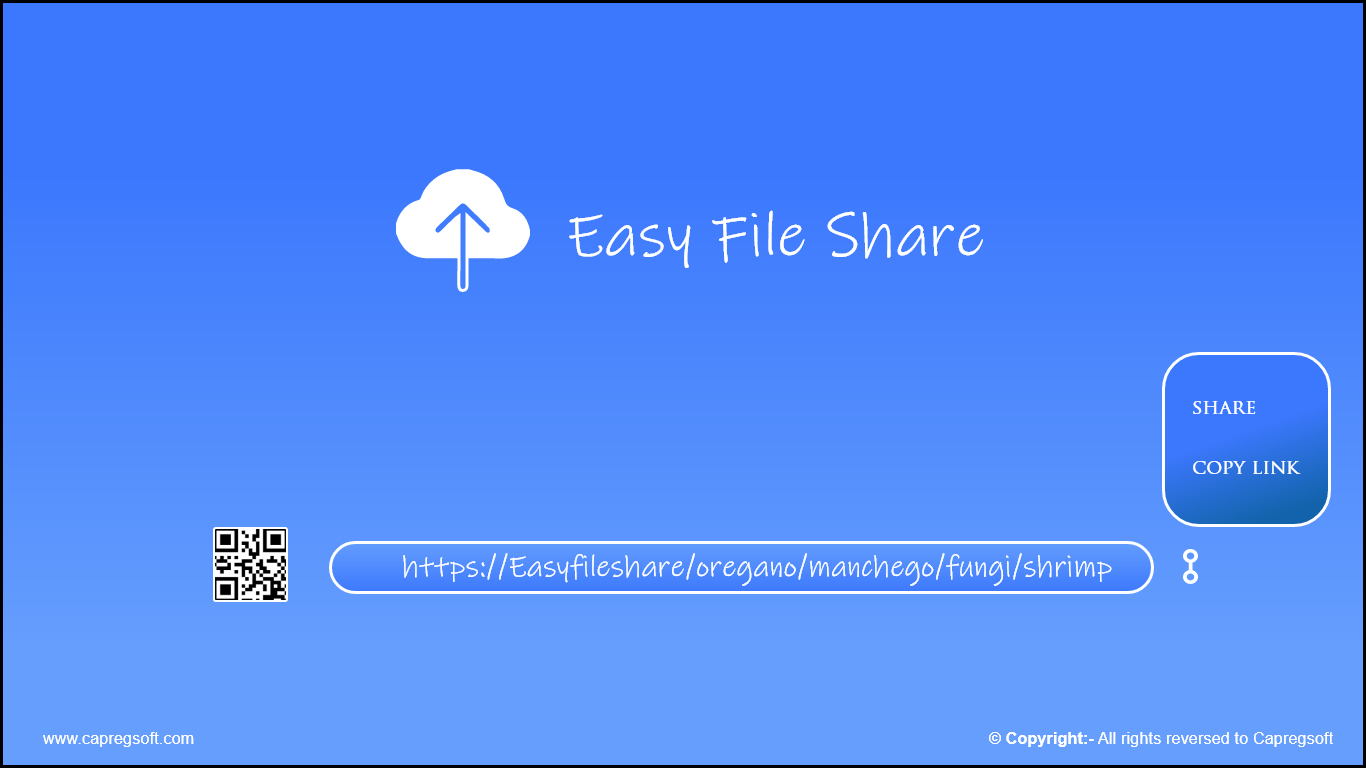 Easy File Share
SHARE
COPY LINK
https://Easyfileshare/oregano/manchego/fungi/shrimp
www.capregsoft.com
© Copyright:- All rights reversed to Capregsoft